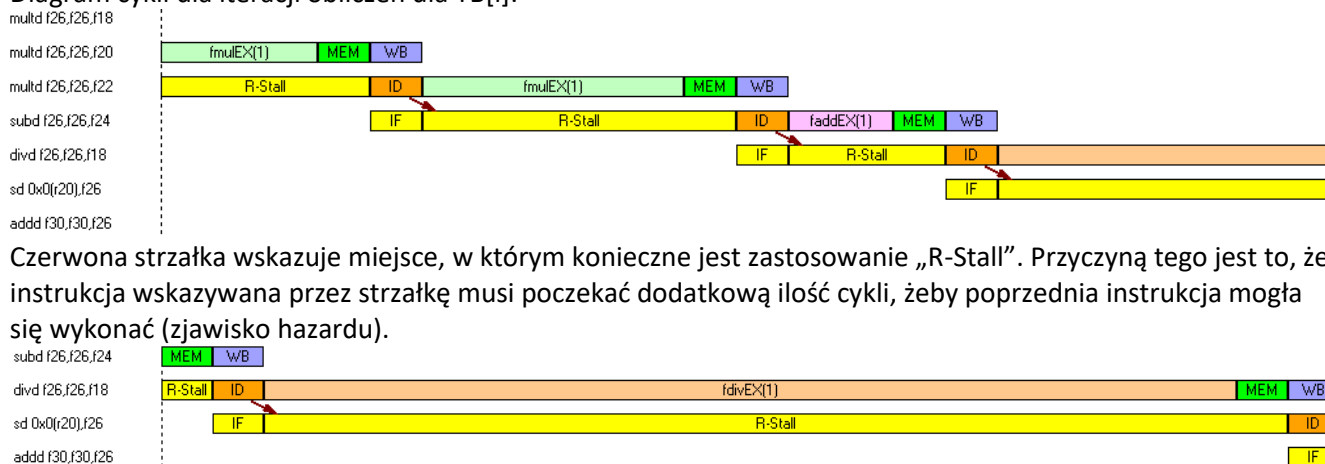 multd f26,f26,f18
multd f26,f26,f20 fmulEX(1) MEM WB
multd f26,f26,f22 R-Stall ID fmulEX(1) MEM WB
subd f26,f26,f24 IF R-Stall ID faddEX(1) MEM WB
divd f26,f26,f18 IF R-Stall ID
sd 0x0(r20),f26 IF
addd f30,f30,f26
Czerwona strzałka wskazuje miejsce, w którym konieczne jest zastosowanie „R-Stall”. Przyczyną tego jest to, że
instrukcja wskazywana przez strzałkę musi poczekać dodatkową ilość cykli, żeby poprzednia instrukcja mogła
się wykonać (zjawisko hazardu).
subd f26,f26,f24 MEM WB
divd f26,f26,f18 R-Stall ID fdivEX(1) MEM WB
sd 0x0(r20),f26 IF R-Stall ID
addd f30,f30,f26 IF